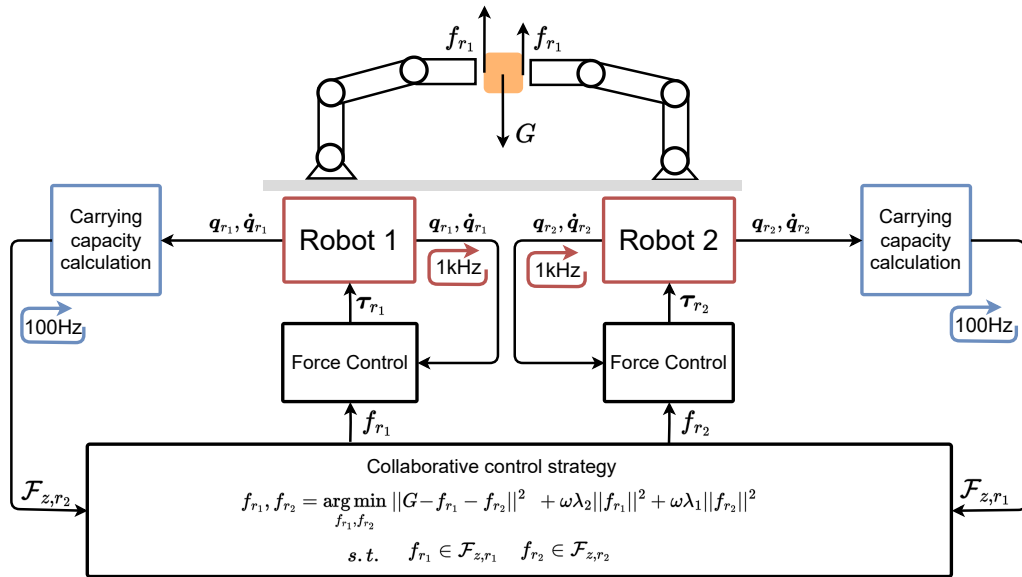 f_{r_1} f_{r_1}
G
Carrying capacity calculation
q_{r_1}, q̇_{r_1}
Robot 1
q_{r_1}, q̇_{r_1}
1kHz
q_{r_2}, q̇_{r_2}
1kHz
Robot 2
q_{r_2}, q̇_{r_2}
Carrying capacity calculation
100Hz
τ_{r_1}
τ_{r_2}
100Hz
Force Control
Force Control
f_{r_1}
f_{r_2}
F_{z,r_2}
F_{z,r_1}
Collaborative control strategy
f_{r_1}, f_{r_2} = arg min_{f_{r_1}, f_{r_2}} ||G−f_{r_1} − f_{r_2}||² + ωλ_2||f_{r_1}||² + ωλ_1||f_{r_2}||²
s.t. f_{r_1} ∈ F_{z,r_1} f_{r_2} ∈ F_{z,r_2}